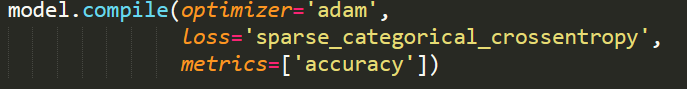 model.compile(optimizer='adam',
loss='sparse_categorical_crossentropy',
metrics=['accuracy'])